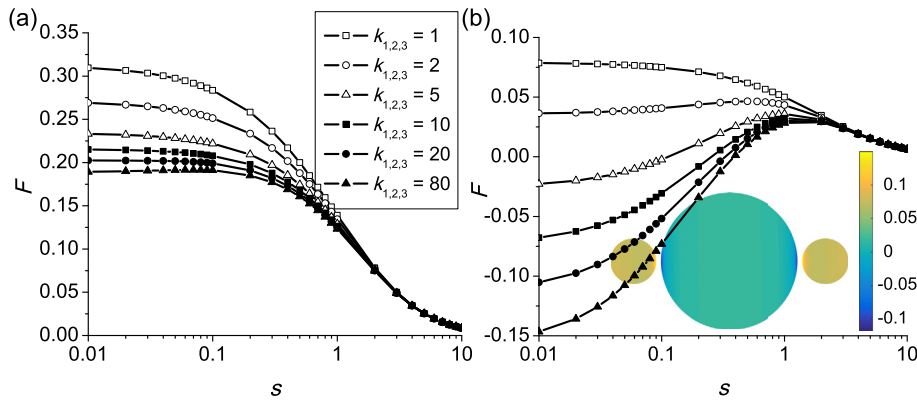 (a)
0.35
0.30
0.25
0.20
0.15
0.10
0.05
0.00
F
0.01
0.1
1
10
s
k1,2,3 = 1
k1,2,3 = 2
k1,2,3 = 5
k1,2,3 = 10
k1,2,3 = 20
k1,2,3 = 80
(b)
0.10
0.05
0.00
-0.05
-0.10
-0.15
F
0.01
0.1
1
10
s
0.1
0.05
0
-0.05
-0.1